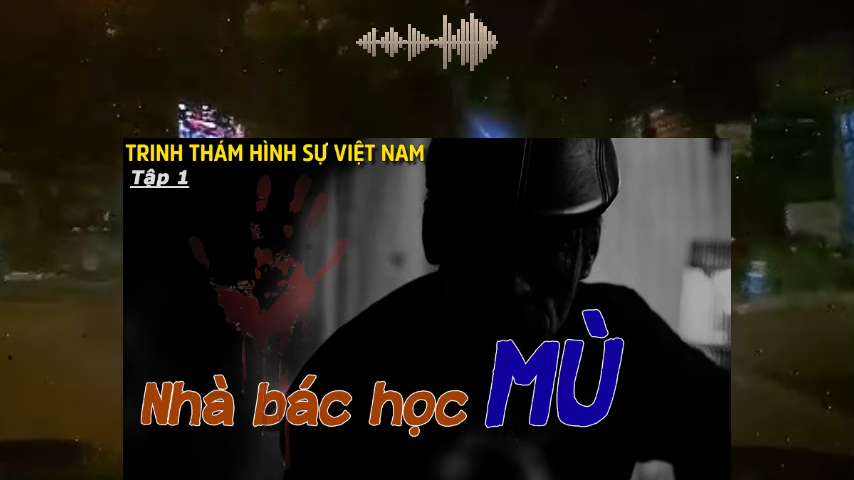 TRINH THÁM HÌNH SỰ VIỆT NAM
Tập 1
Nhà bác học MÙ